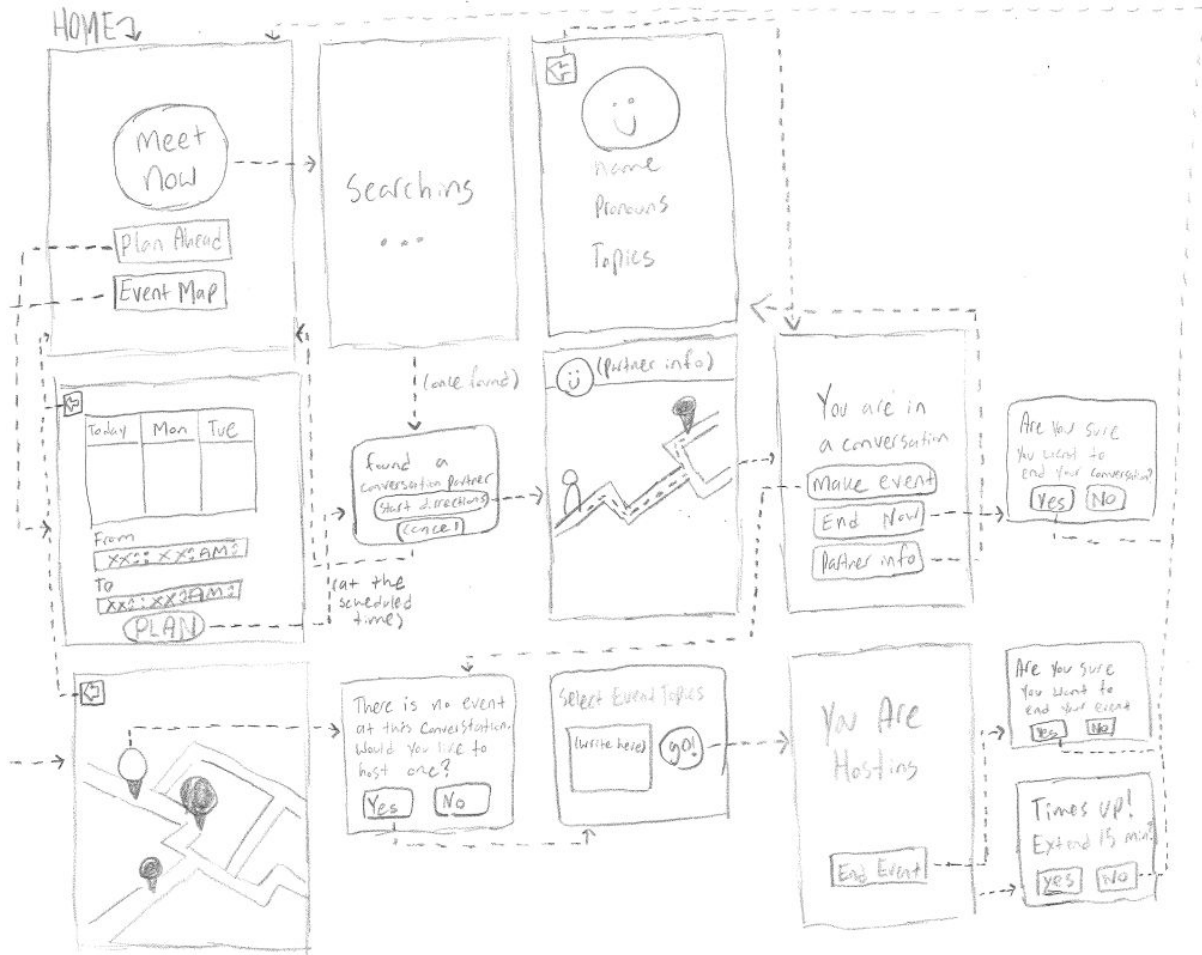 HOME
Meet
Now
Plan Ahead
Event Map
Searching
...
Name
Pronouns
Topics
Today Mon Tue
From
XX:XX AM
To
XX:XX AM
PLAN
(once found)
found a
conversation partner
start directions
cancel
(at the
scheduled
time)
(partner info)
You are in
a conversation
Make event
End Now
Partner info
Are you sure
you want to
end your conversation?
Yes No
There is no event
at this Converstation.
Would you like to
host one?
Yes No
Select Event Topics
(write here)
go!
You Are
Hosting
End Event
Are you sure
you want to
end your event
Yes No
Times up!
Extend 15 min?
yes No